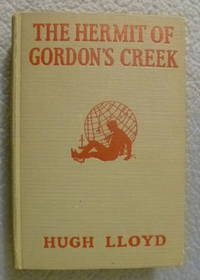 THE HERMIT OF
GORDON'S CREEK
HUGH LLOYD